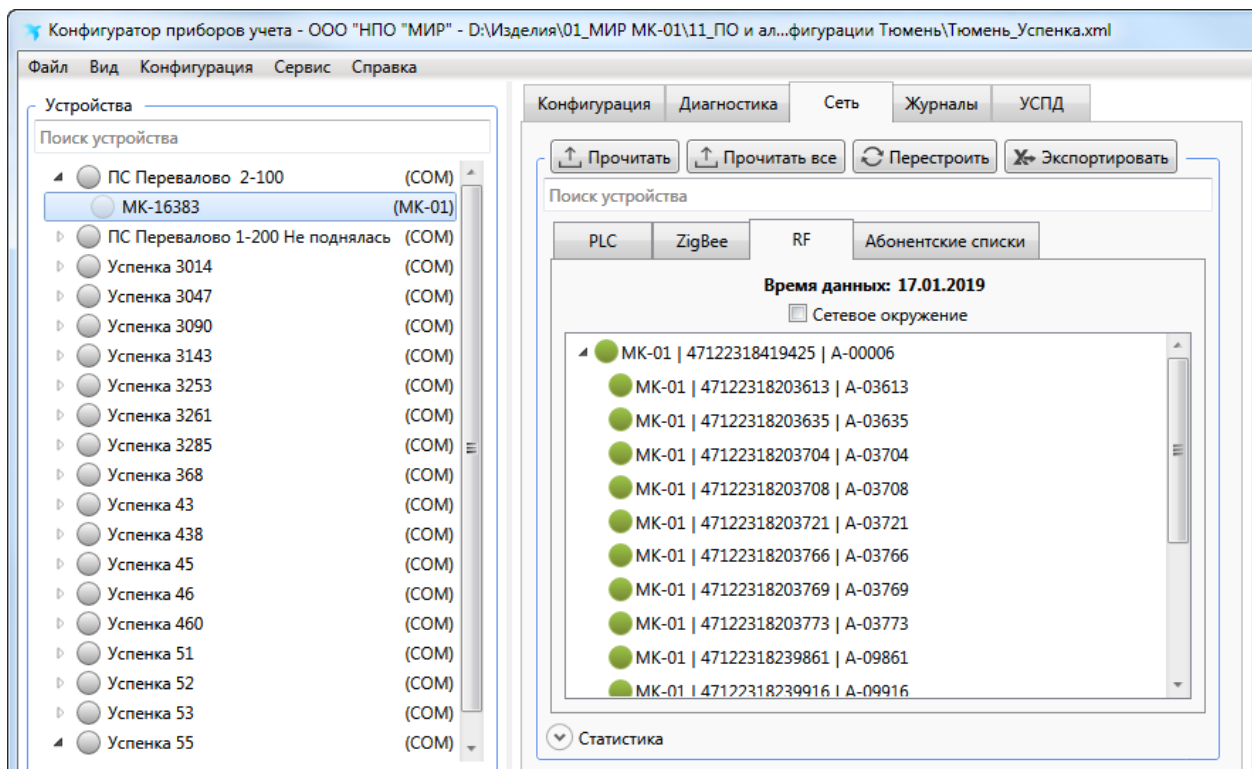 Конфигуратор приборов учета - ООО "НПО "МИР" - D:\Изделия\01_МИР МК-01\11_ПО и ал...фигурации Тюмень\Тюмень_Успенка.xml
Файл Вид Конфигурация Сервис Справка
Устройства
Поиск устройства
ПС Перевалово 2-100 (COM)
МК-16383 (МК-01)
ПС Перевалово 1-200 Не поднялась (COM)
Успенка 3014 (COM)
Успенка 3047 (COM)
Успенка 3090 (COM)
Успенка 3143 (COM)
Успенка 3253 (COM)
Успенка 3261 (COM)
Успенка 3285 (COM)
Успенка 368 (COM)
Успенка 43 (COM)
Успенка 438 (COM)
Успенка 45 (COM)
Успенка 46 (COM)
Успенка 460 (COM)
Успенка 51 (COM)
Успенка 52 (COM)
Успенка 53 (COM)
Успенка 55 (COM)
Конфигурация Диагностика Сеть Журналы УСПД
Прочитать Прочитать все Перестроить Экспортировать
Поиск устройства
PLC ZigBee RF Абонентские списки
Время данных: 17.01.2019
Сетевое окружение
МК-01 | 47122318419425 | A-00006
МК-01 | 47122318203613 | A-03613
МК-01 | 47122318203635 | A-03635
МК-01 | 47122318203704 | A-03704
МК-01 | 47122318203708 | A-03708
МК-01 | 47122318203721 | A-03721
МК-01 | 47122318203766 | A-03766
МК-01 | 47122318203769 | A-03769
МК-01 | 47122318203773 | A-03773
МК-01 | 47122318239861 | A-09861
МК-01 | 47122318239916 | A-09916
Статистика